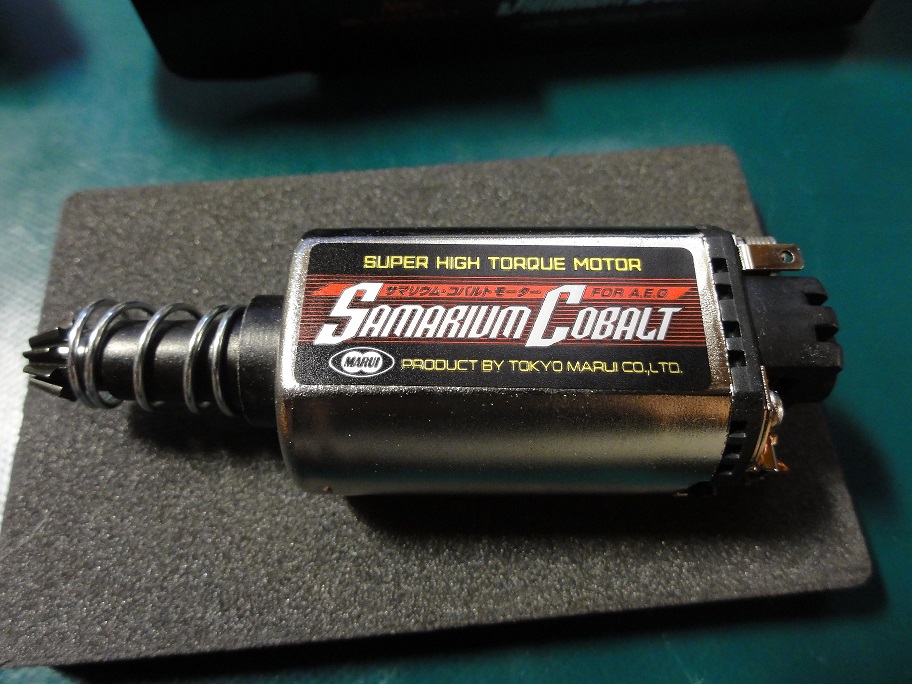 SUPER HIGH TORQUE MOTOR
サマリウム・コバルトモーター FOR A.E.G
SAMARIUM COBALT
MARUI PRODUCT BY TOKYO MARUI CO.,LTD.